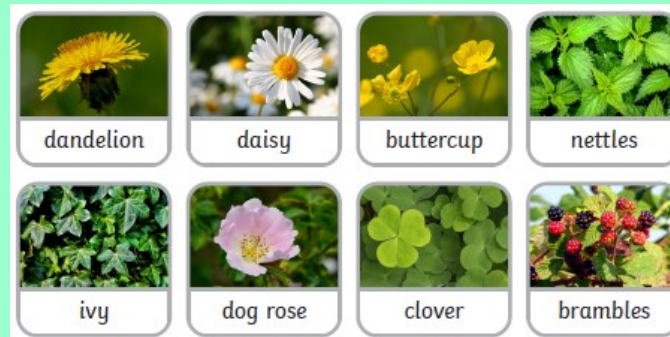 dandelion
daisy
buttercup
nettles
ivy
dog rose
clover
brambles